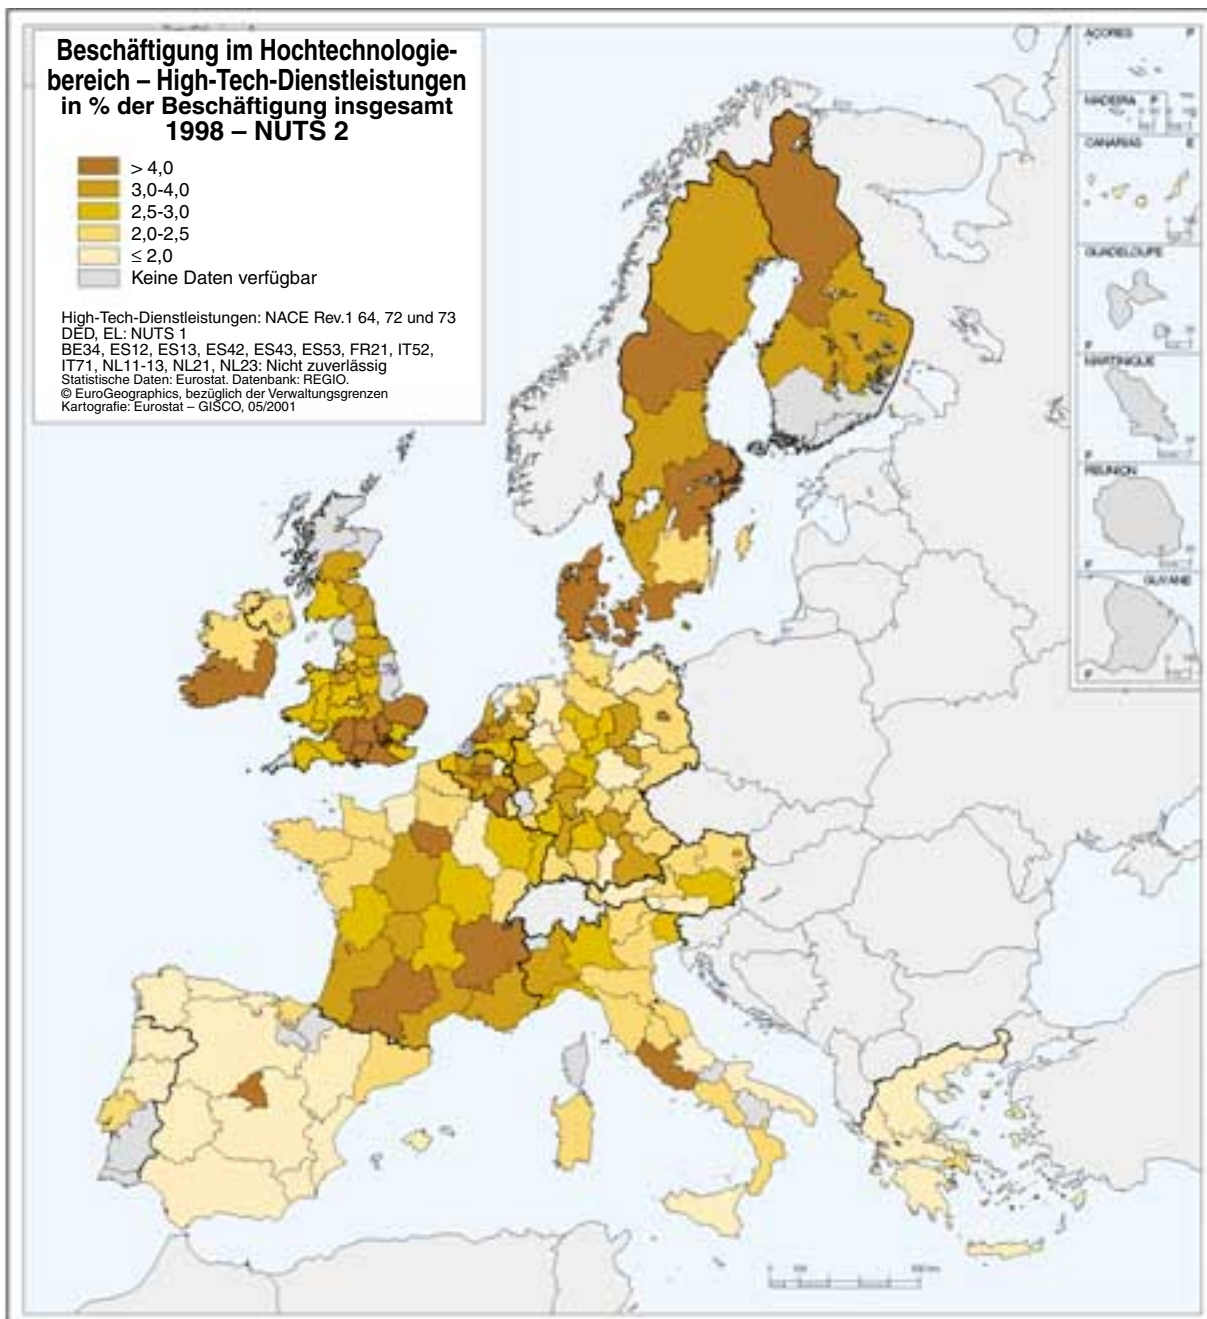 Beschäftigung im Hochtechnologie-
bereich – High-Tech-Dienstleistungen
in % der Beschäftigung insgesamt
1998 – NUTS 2
> 4,0
3,0-4,0
2,5-3,0
2,0-2,5
≤ 2,0
Keine Daten verfügbar
High-Tech-Dienstleistungen: NACE Rev.1 64, 72 und 73
DED, EL: NUTS 1
BE34, ES12, ES13, ES42, ES43, ES53, FR21, IT52,
IT71, NL11-13, NL21, NL23: Nicht zuverlässig
Statistische Daten: Eurostat. Datenbank: REGIO.
© EuroGeographics, bezüglich der Verwaltungsgrenzen
Kartografie: Eurostat – GISCO, 05/2001
AÇORES P
MADEIRA P
CANARIAS E
GUADELOUPE
F
MARTINIQUE
F
REUNION
F
GUYANE
F